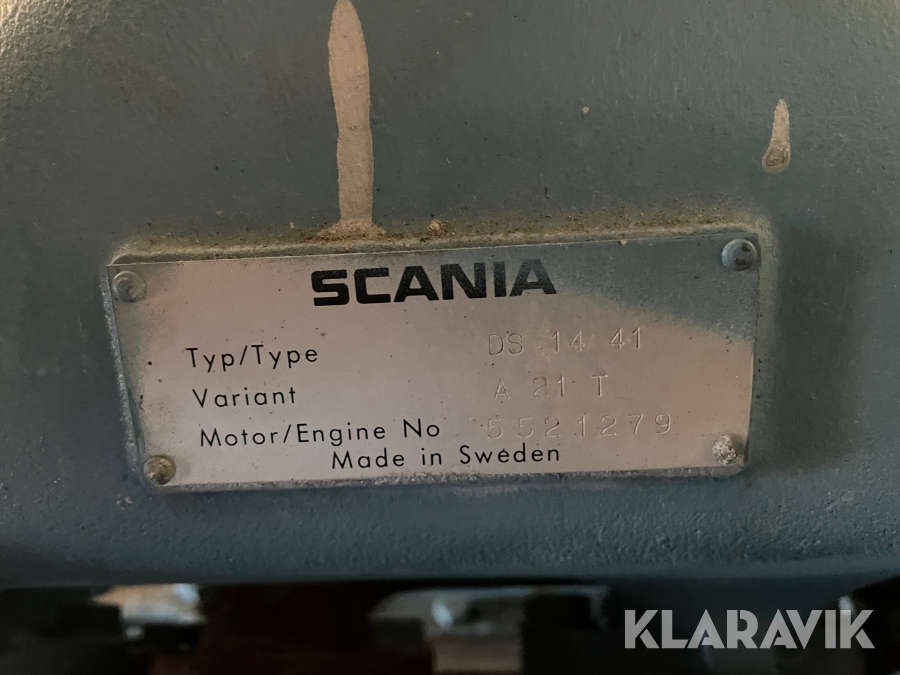 SCANIA
Typ/Type DS 14 41
Variant A 21 T
Motor/Engine No 5521279
Made in Sweden
KLARAVIK